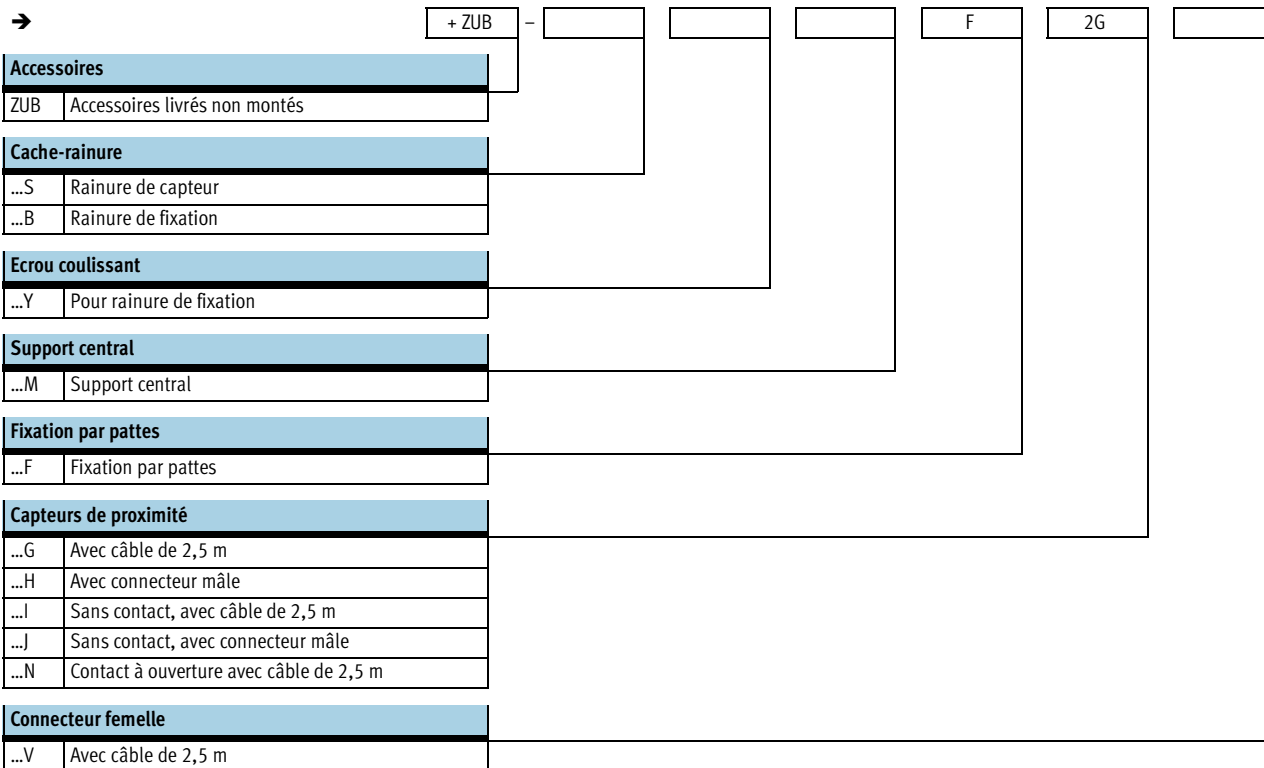 ➔ + ZUB – F 2G
Accessoires
ZUB Accessoires livrés non montés
Cache-rainure
...S Rainure de capteur
...B Rainure de fixation
Ecrou coulissant
...Y Pour rainure de fixation
Support central
...M Support central
Fixation par pattes
...F Fixation par pattes
Capteurs de proximité
...G Avec câble de 2,5 m
...H Avec connecteur mâle
...I Sans contact, avec câble de 2,5 m
...J Sans contact, avec connecteur mâle
...N Contact à ouverture avec câble de 2,5 m
Connecteur femelle
...V Avec câble de 2,5 m